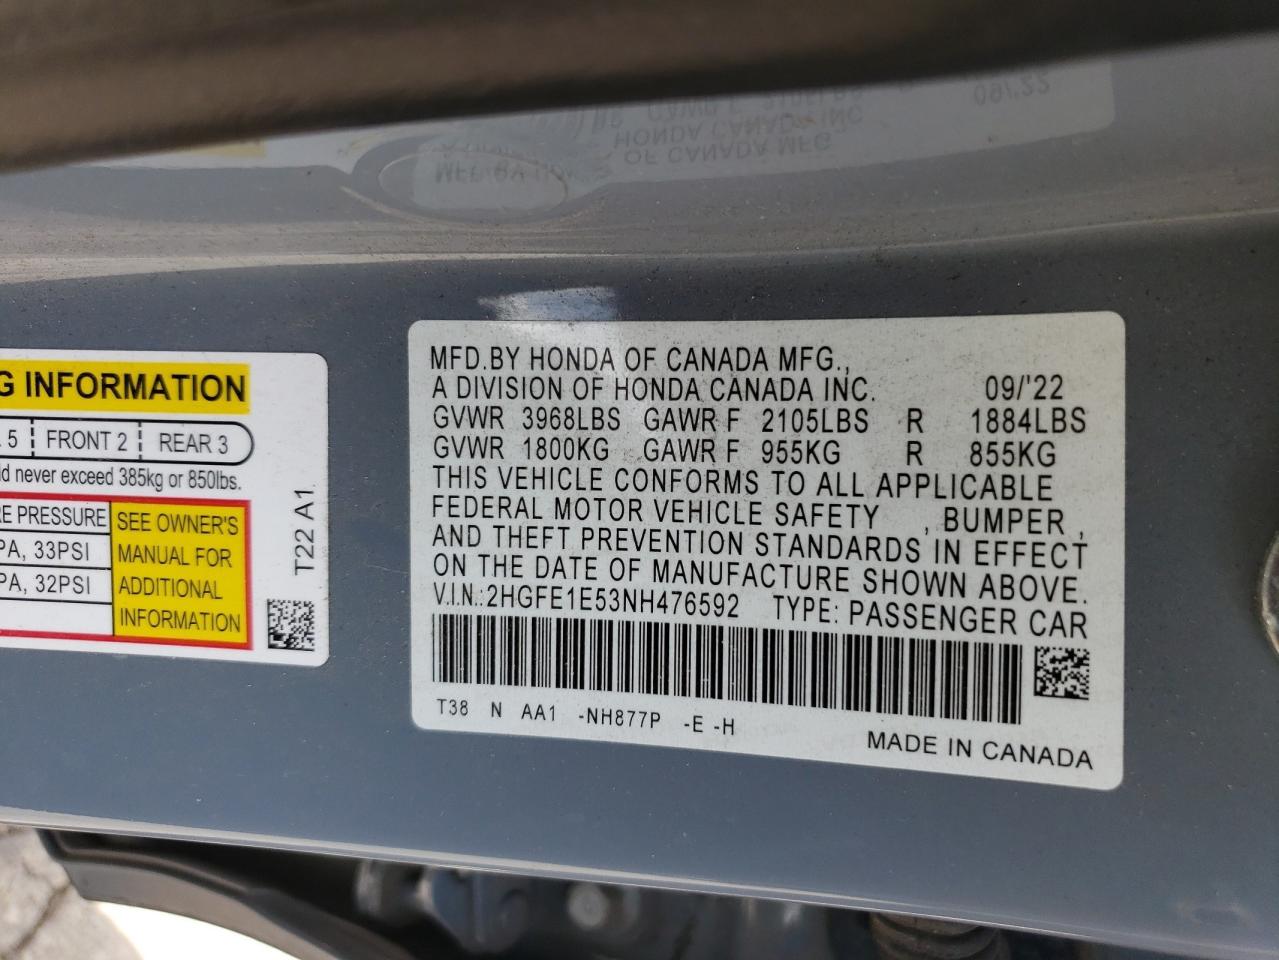 G INFORMATION
5 FRONT 2 REAR 3
ld never exceed 385kg or 850lbs.
RE PRESSURE
PA, 33PSI
PA, 32PSI
SEE OWNER'S
MANUAL FOR
ADDITIONAL
INFORMATION
T22 A1
MFD.BY HONDA OF CANADA MFG.,
A DIVISION OF HONDA CANADA INC. 09/'22
GVWR 3968LBS GAWR F 2105LBS R 1884LBS
GVWR 1800KG GAWR F 955KG R 855KG
THIS VEHICLE CONFORMS TO ALL APPLICABLE
FEDERAL MOTOR VEHICLE SAFETY , BUMPER ,
AND THEFT PREVENTION STANDARDS IN EFFECT
ON THE DATE OF MANUFACTURE SHOWN ABOVE.
V.I.N.:2HGFE1E53NH476592 TYPE: PASSENGER CAR
T38 N AA1 -NH877P -E -H
MADE IN CANADA